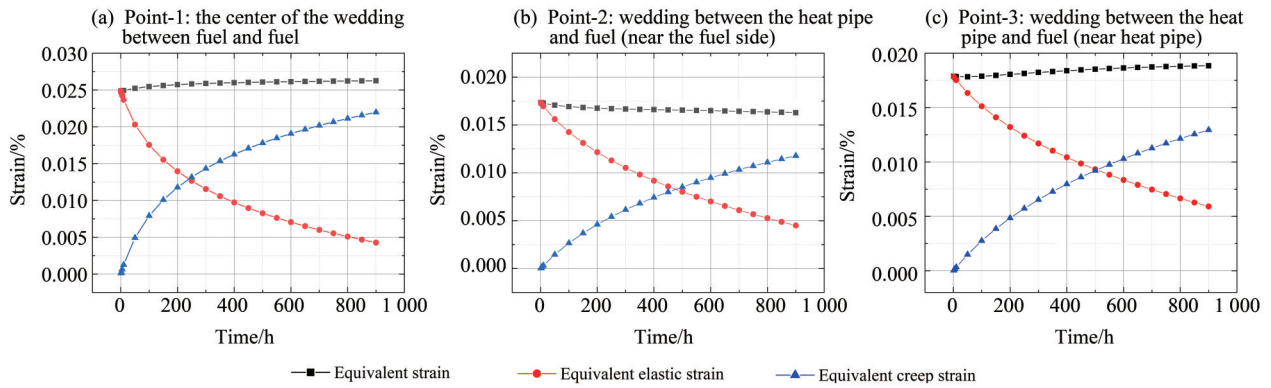 (a) Point-1: the center of the wedding
between fuel and fuel
0.030
0.025
0.020
0.015
0.010
0.005
0.000
Strain/%
0 200 400 600 800 1 000
Time/h
(b) Point-2: wedding between the heat pipe
and fuel (near the fuel side)
0.020
0.015
0.010
0.005
0.000
Strain/%
0 200 400 600 800 1 000
Time/h
(c) Point-3: wedding between the heat
pipe and fuel (near heat pipe)
0.020
0.015
0.010
0.005
0.000
Strain/%
0 200 400 600 800 1 000
Time/h
Equivalent strain
Equivalent elastic strain
Equivalent creep strain